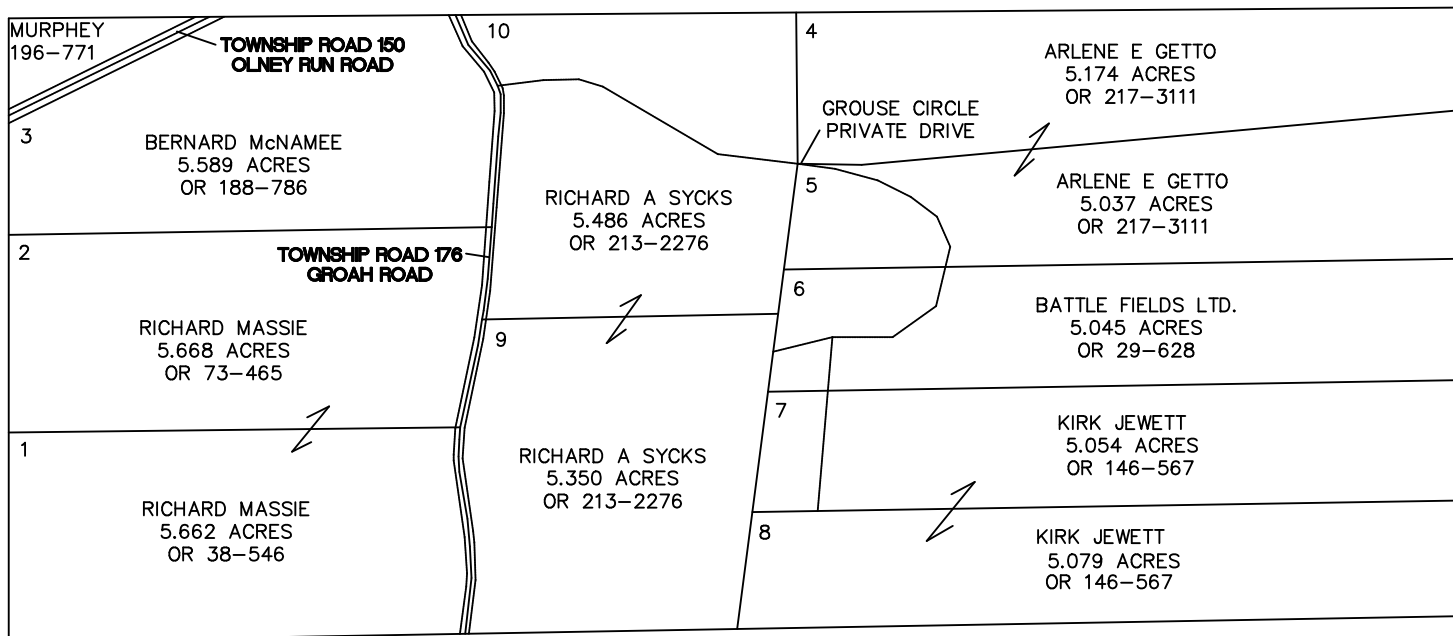 MURPHEY
196-771
TOWNSHIP ROAD 150
OLNEY RUN ROAD
3
BERNARD McNAMEE
5.589 ACRES
OR 188-786
2
TOWNSHIP ROAD 176
GROAH ROAD
RICHARD MASSIE
5.668 ACRES
OR 73-465
1
RICHARD MASSIE
5.662 ACRES
OR 38-546
10
RICHARD A SYCKS
5.486 ACRES
OR 213-2276
9
RICHARD A SYCKS
5.350 ACRES
OR 213-2276
4
ARLENE E GETTO
5.174 ACRES
OR 217-3111
GROUSE CIRCLE
PRIVATE DRIVE
5
ARLENE E GETTO
5.037 ACRES
OR 217-3111
6
BATTLE FIELDS LTD.
5.045 ACRES
OR 29-628
7
KIRK JEWETT
5.054 ACRES
OR 146-567
8
KIRK JEWETT
5.079 ACRES
OR 146-567